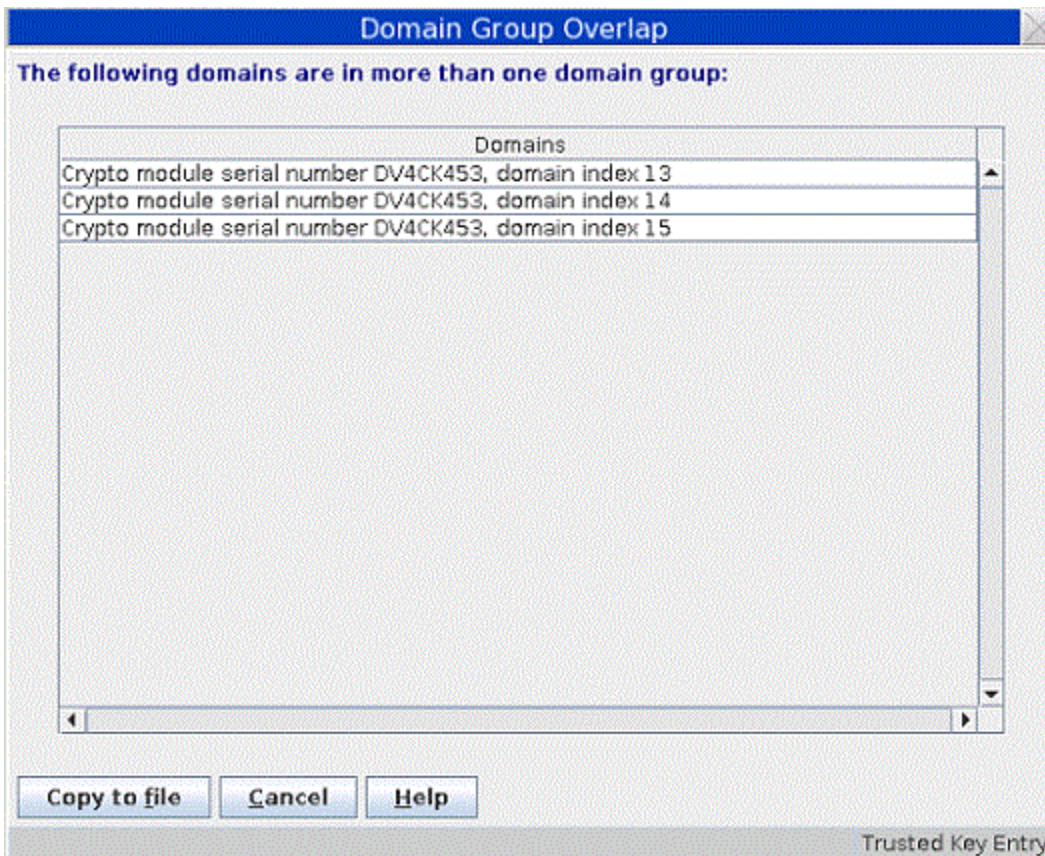 Domain Group Overlap
The following domains are in more than one domain group:
Domains
Crypto module serial number DV4CK453, domain index 13
Crypto module serial number DV4CK453, domain index 14
Crypto module serial number DV4CK453, domain index 15
Copy to file Cancel Help
Trusted Key Entry